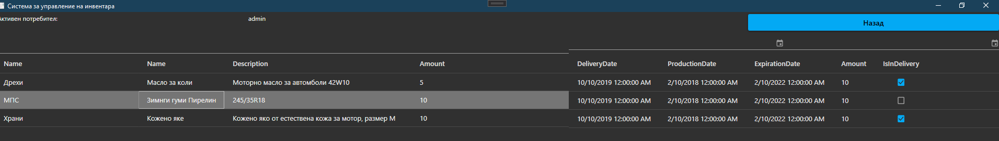 Система за управление на инвентара
Активен потребител: admin
Назад
Name Name Description Amount DeliveryDate ProductionDate ExpirationDate Amount IsInDelivery
Дрехи Масло за коли Моторно масло за автомболи 42W10 5 10/10/2019 12:00:00 AM 2/10/2018 12:00:00 AM 2/10/2022 12:00:00 AM 10
МПС Зимнги гуми Пирелин 245/35R18 10 10/10/2019 12:00:00 AM 2/10/2018 12:00:00 AM 2/10/2022 12:00:00 AM 10
Храни Кожено яке Кожено яко от естествена кожа за мотор, размер М 10 10/10/2019 12:00:00 AM 2/10/2018 12:00:00 AM 2/10/2022 12:00:00 AM 10